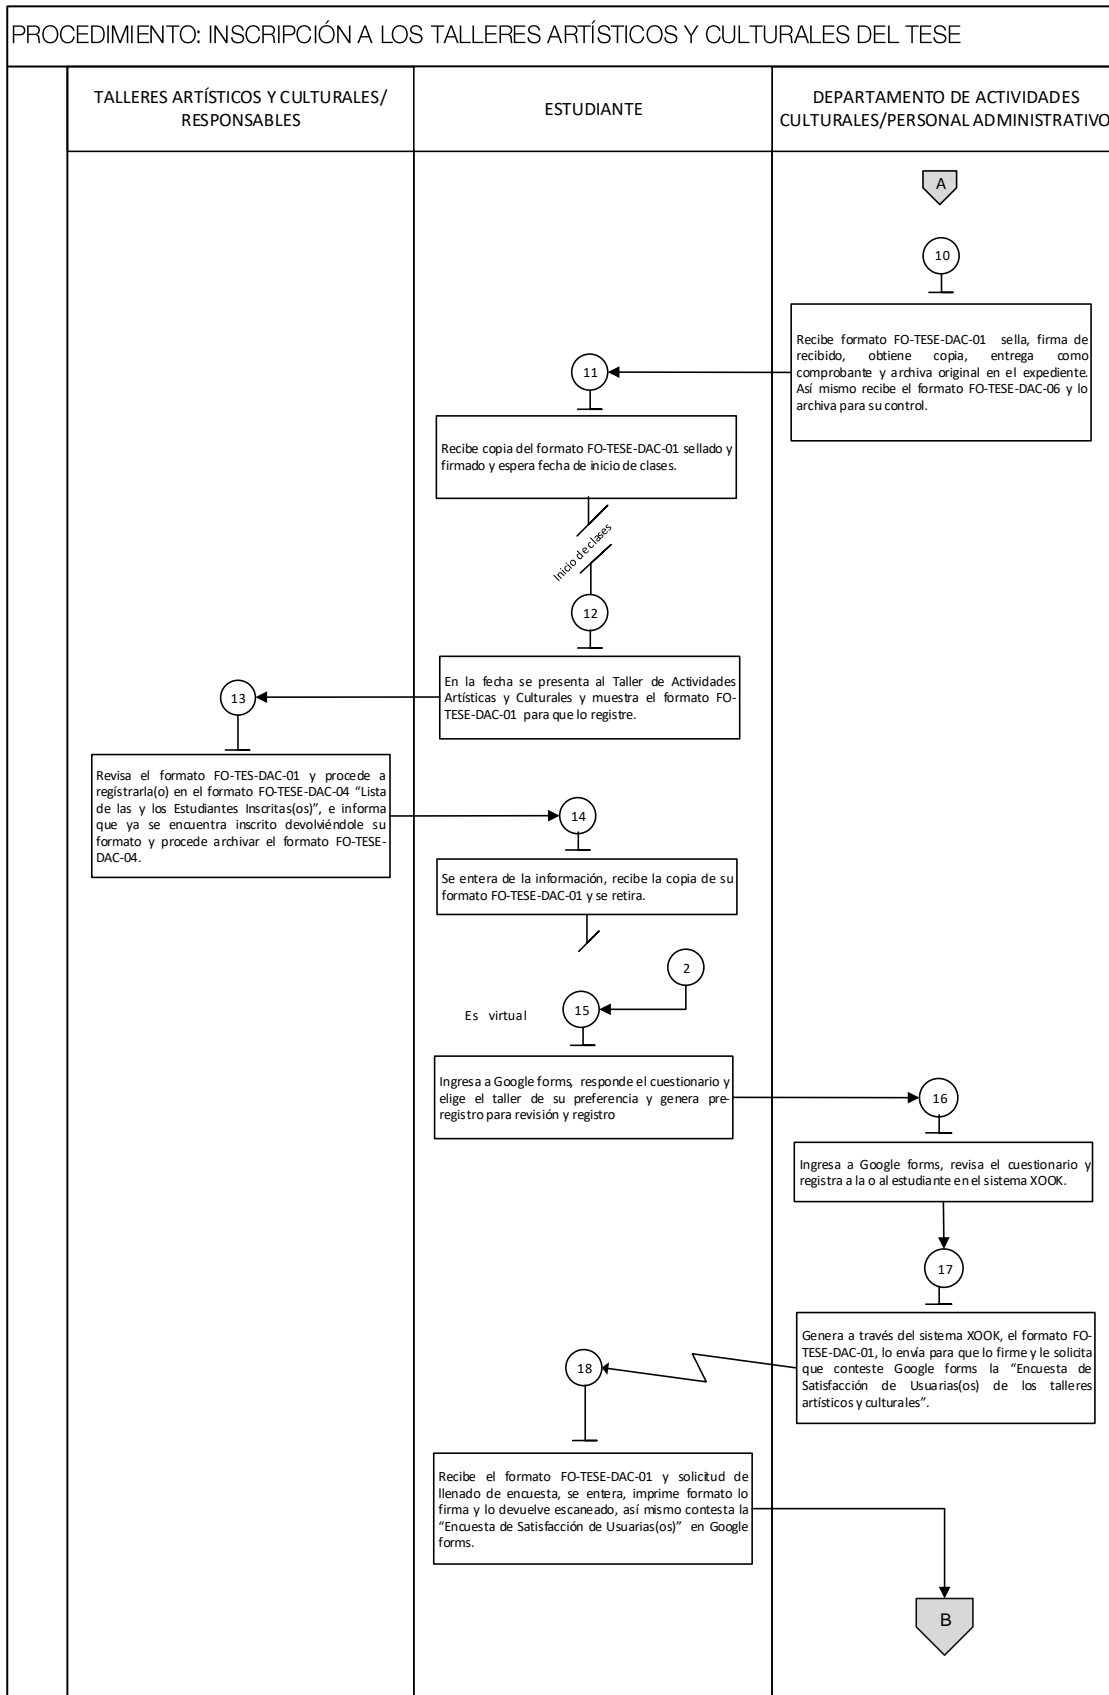 PROCEDIMIENTO: INSCRIPCIÓN A LOS TALLERES ARTÍSTICOS Y CULTURALES DEL TESE
TALLERES ARTÍSTICOS Y CULTURALES/
RESPONSABLES
ESTUDIANTE
DEPARTAMENTO DE ACTIVIDADES
CULTURALES/PERSONAL ADMINISTRATIVO
A
10
Recibe formato FO-TESE-DAC-01 sella, firma de
recibido, obtiene copia, entrega como
comprobante y archiva original en el expediente.
Así mismo recibe el formato FO-TESE-DAC-06 y lo
archiva para su control.
11
Recibe copia del formato FO-TESE-DAC-01 sellado y
firmado y espera fecha de inicio de clases.
Inicio de clases
12
En la fecha se presenta al Taller de Actividades
Artísticas y Culturales y muestra el formato FO-
TESE-DAC-01 para que lo registre.
13
Revisa el formato FO-TES-DAC-01 y procede a
regístrarla(o) en el formato FO-TESE-DAC-04 “Lista
de las y los Estudiantes Inscritas(os)”, e informa
que ya se encuentra inscrito devolviéndole su
formato y procede archivar el formato FO-TESE-
DAC-04.
14
Se entera de la información, recibe la copia de su
formato FO-TESE-DAC-01 y se retira.
2
Es virtual
15
Ingresa a Google forms, responde el cuestionario y
elige el taller de su preferencia y genera pre-
registro para revisión y registro
16
Ingresa a Google forms, revisa el cuestionario y
registra a la o al estudiante en el sistema XOOK.
17
Genera a través del sistema XOOK, el formato FO-
TESE-DAC-01, lo envía para que lo firme y le solicita
que conteste Google forms la “Encuesta de
Satisfacción de Usuarias(os) de los talleres
artísticos y culturales”.
18
Recibe el formato FO-TESE-DAC-01 y solicitud de
llenado de encuesta, se entera, imprime formato lo
firma y lo devuelve escaneado, así mismo contesta la
“Encuesta de Satisfacción de Usuarias(os)” en Google
forms.
B